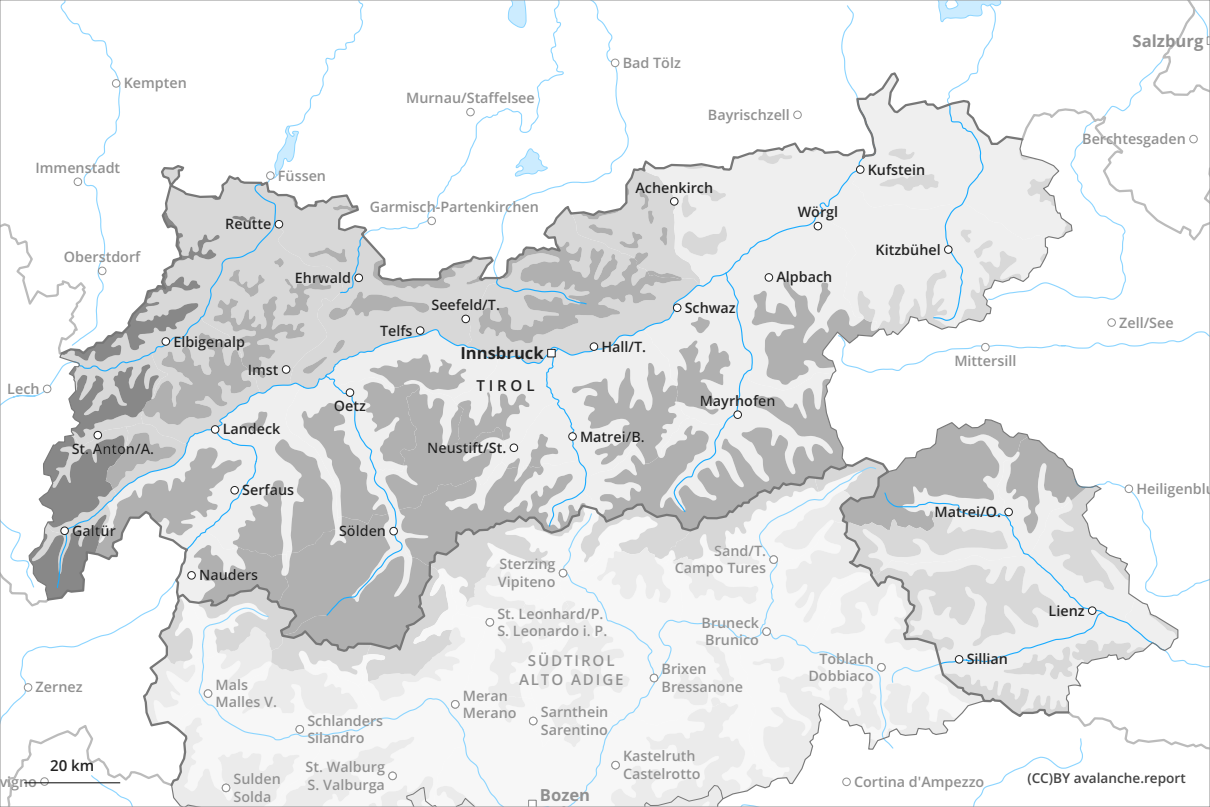 Salzburg
Bad Tölz
Kempten
Murnau/Staffelsee
Bayrischzell
Berchtesgaden
Immenstadt
Füssen
Kufstein
Achenkirch
Garmisch-Partenkirchen
Wörgl
Reutte
Kitzbühel
Oberstdorf
Ehrwald
Alpbach
Seefeld/T.
Schwaz
Telfs
Zell/See
Elbigenalp
Innsbruck
Hall/T.
Mittersill
Imst
TIROL
Lech
Oetz
Mayrhofen
Landeck
Matrei/B.
St. Anton/A.
Neustift/St.
Serfaus
Heiligenblu
Matrei/O.
Galtür
Sölden
Sterzing
Vipiteno
Sand/T.
Campo Tures
Nauders
St. Leonhard/P.
S. Leonardo i. P.
Lienz
Bruneck
Brunico
SÜDTIROL
ALTO ADIGE
Toblach
Dobbiaco
Sillian
Brixen
Bressanone
Zernez
Mals
Malles V.
Meran
Merano
Sarnthein
Sarentino
Schlanders
Silandro
Kastelruth
Castelrotto
St. Walburg
S. Valburga
20 km
vigno
Sulden
Solda
Cortina d'Ampezzo
(CC)BY avalanche.report
Bozen